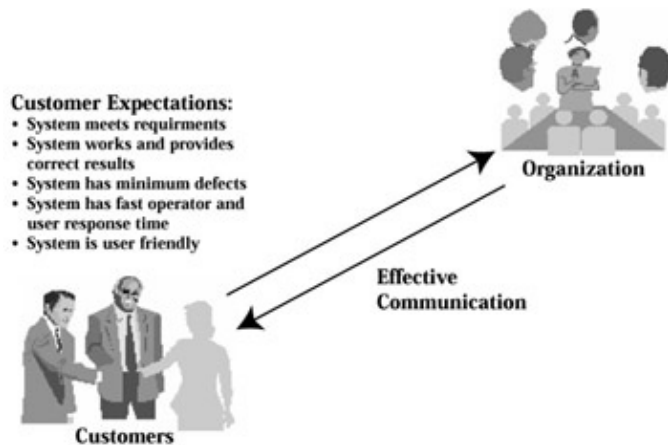 Customer Expectations:
• System meets requirments
• System works and provides
correct results
• System has minimum defects
• System has fast operator and
user response time
• System is user friendly
Organization
Effective
Communication
Customers